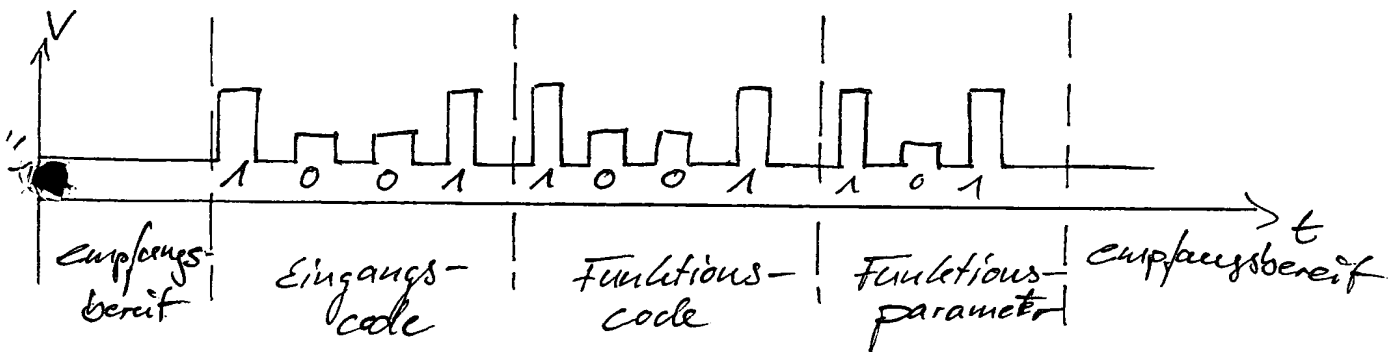 V
1 0 0 1 1 0 0 1 1 0 1
t
empfangs-
bereit
Eingangs-
code
Funktions-
code
Funktions-
parameter
empfangsbereit